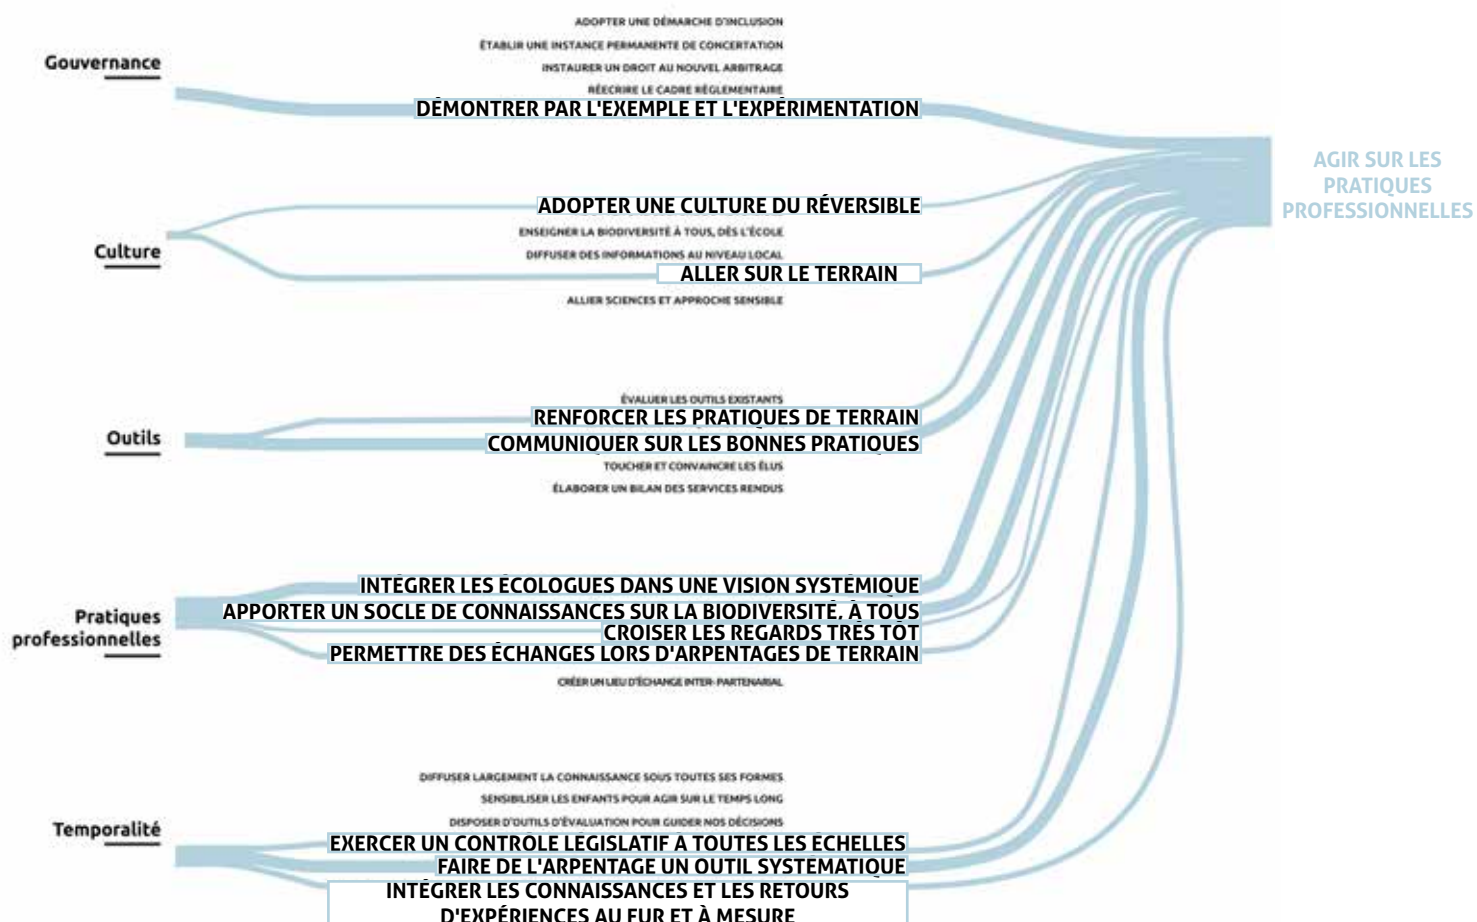 Gouvernance
ADOPTER UNE DÉMARCHE D'INCLUSION
ÉTABLIR UNE INSTANCE PERMANENTE DE CONCERTATION
INSTAURER UN DROIT AU NOUVEL ARBITRAGE
RÉÉCRIRE LE CADRE RÉGLEMENTAIRE
DÉMONTRER PAR L'EXEMPLE ET L'EXPÉRIMENTATION
AGIR SUR LES
PRATIQUES
PROFESSIONNELLES
Culture
ADOPTER UNE CULTURE DU RÉVERSIBLE
ENSEIGNER LA BIODIVERSITÉ À TOUS, DÈS L'ÉCOLE
DIFFUSER DES INFORMATIONS AU NIVEAU LOCAL
ALLER SUR LE TERRAIN
ALLIER SCIENCES ET APPROCHE SENSIBLE
Outils
ÉVALUER LES OUTILS EXISTANTS
RENFORCER LES PRATIQUES DE TERRAIN
COMMUNIQUER SUR LES BONNES PRATIQUES
TOUCHER ET CONVAINCRE LES ÉLUS
ÉLABORER UN BILAN DES SERVICES RENDUS
Pratiques
professionnelles
INTÉGRER LES ÉCOLOGUES DANS UNE VISION SYSTÉMIQUE
APPORTER UN SOCLE DE CONNAISSANCES SUR LA BIODIVERSITÉ, À TOUS
CROISER LES REGARDS TRÈS TÔT
PERMETTRE DES ÉCHANGES LORS D'ARPENTAGES DE TERRAIN
CRÉER UN LIEU D'ÉCHANGE INTER-PARTENARIAL
Temporalité
DIFFUSER LARGEMENT LA CONNAISSANCE SOUS TOUTES SES FORMES
SENSIBILISER LES ENFANTS POUR AGIR SUR LE TEMPS LONG
DISPOSER D'OUTILS D'ÉVALUATION POUR GUIDER NOS DÉCISIONS
EXERCER UN CONTRÔLE LÉGISLATIF À TOUTES LES ÉCHELLES
FAIRE DE L'ARPENTAGE UN OUTIL SYSTÉMATIQUE
INTÉGRER LES CONNAISSANCES ET LES RETOURS
D'EXPÉRIENCES AU FUR ET À MESURE